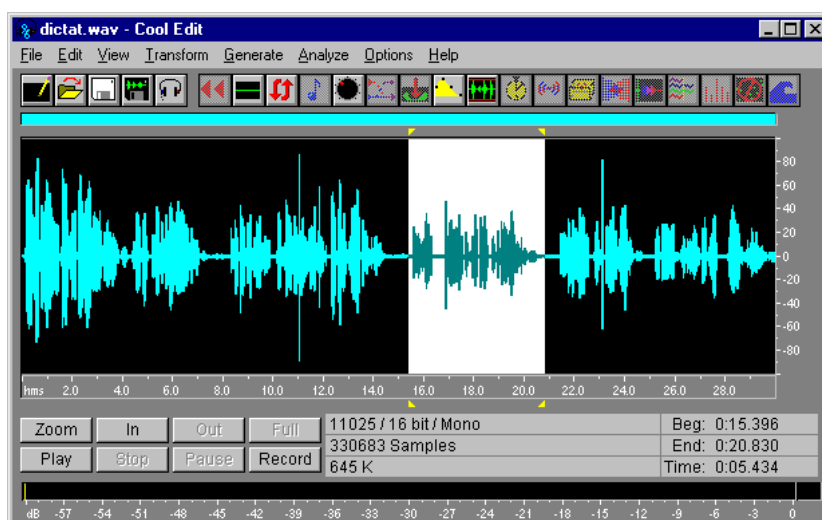 dictat.wav - Cool Edit
File Edit View Transform Generate Analyze Options Help
80
60
40
20
0
-20
-40
-60
-80
hms 2.0 4.0 6.0 8.0 10.0 12.0 14.0 16.0 18.0 20.0 22.0 24.0 26.0 28.0
Zoom In Out Full 11025 / 16 bit / Mono Beg: 0:15.396
330683 Samples End: 0:20.830
Play Stop Pause Record 645 K Time: 0:05.434
dB -57 -54 -51 -48 -45 -42 -39 -36 -33 -30 -27 -24 -21 -18 -15 -12 -9 -6 -3 0